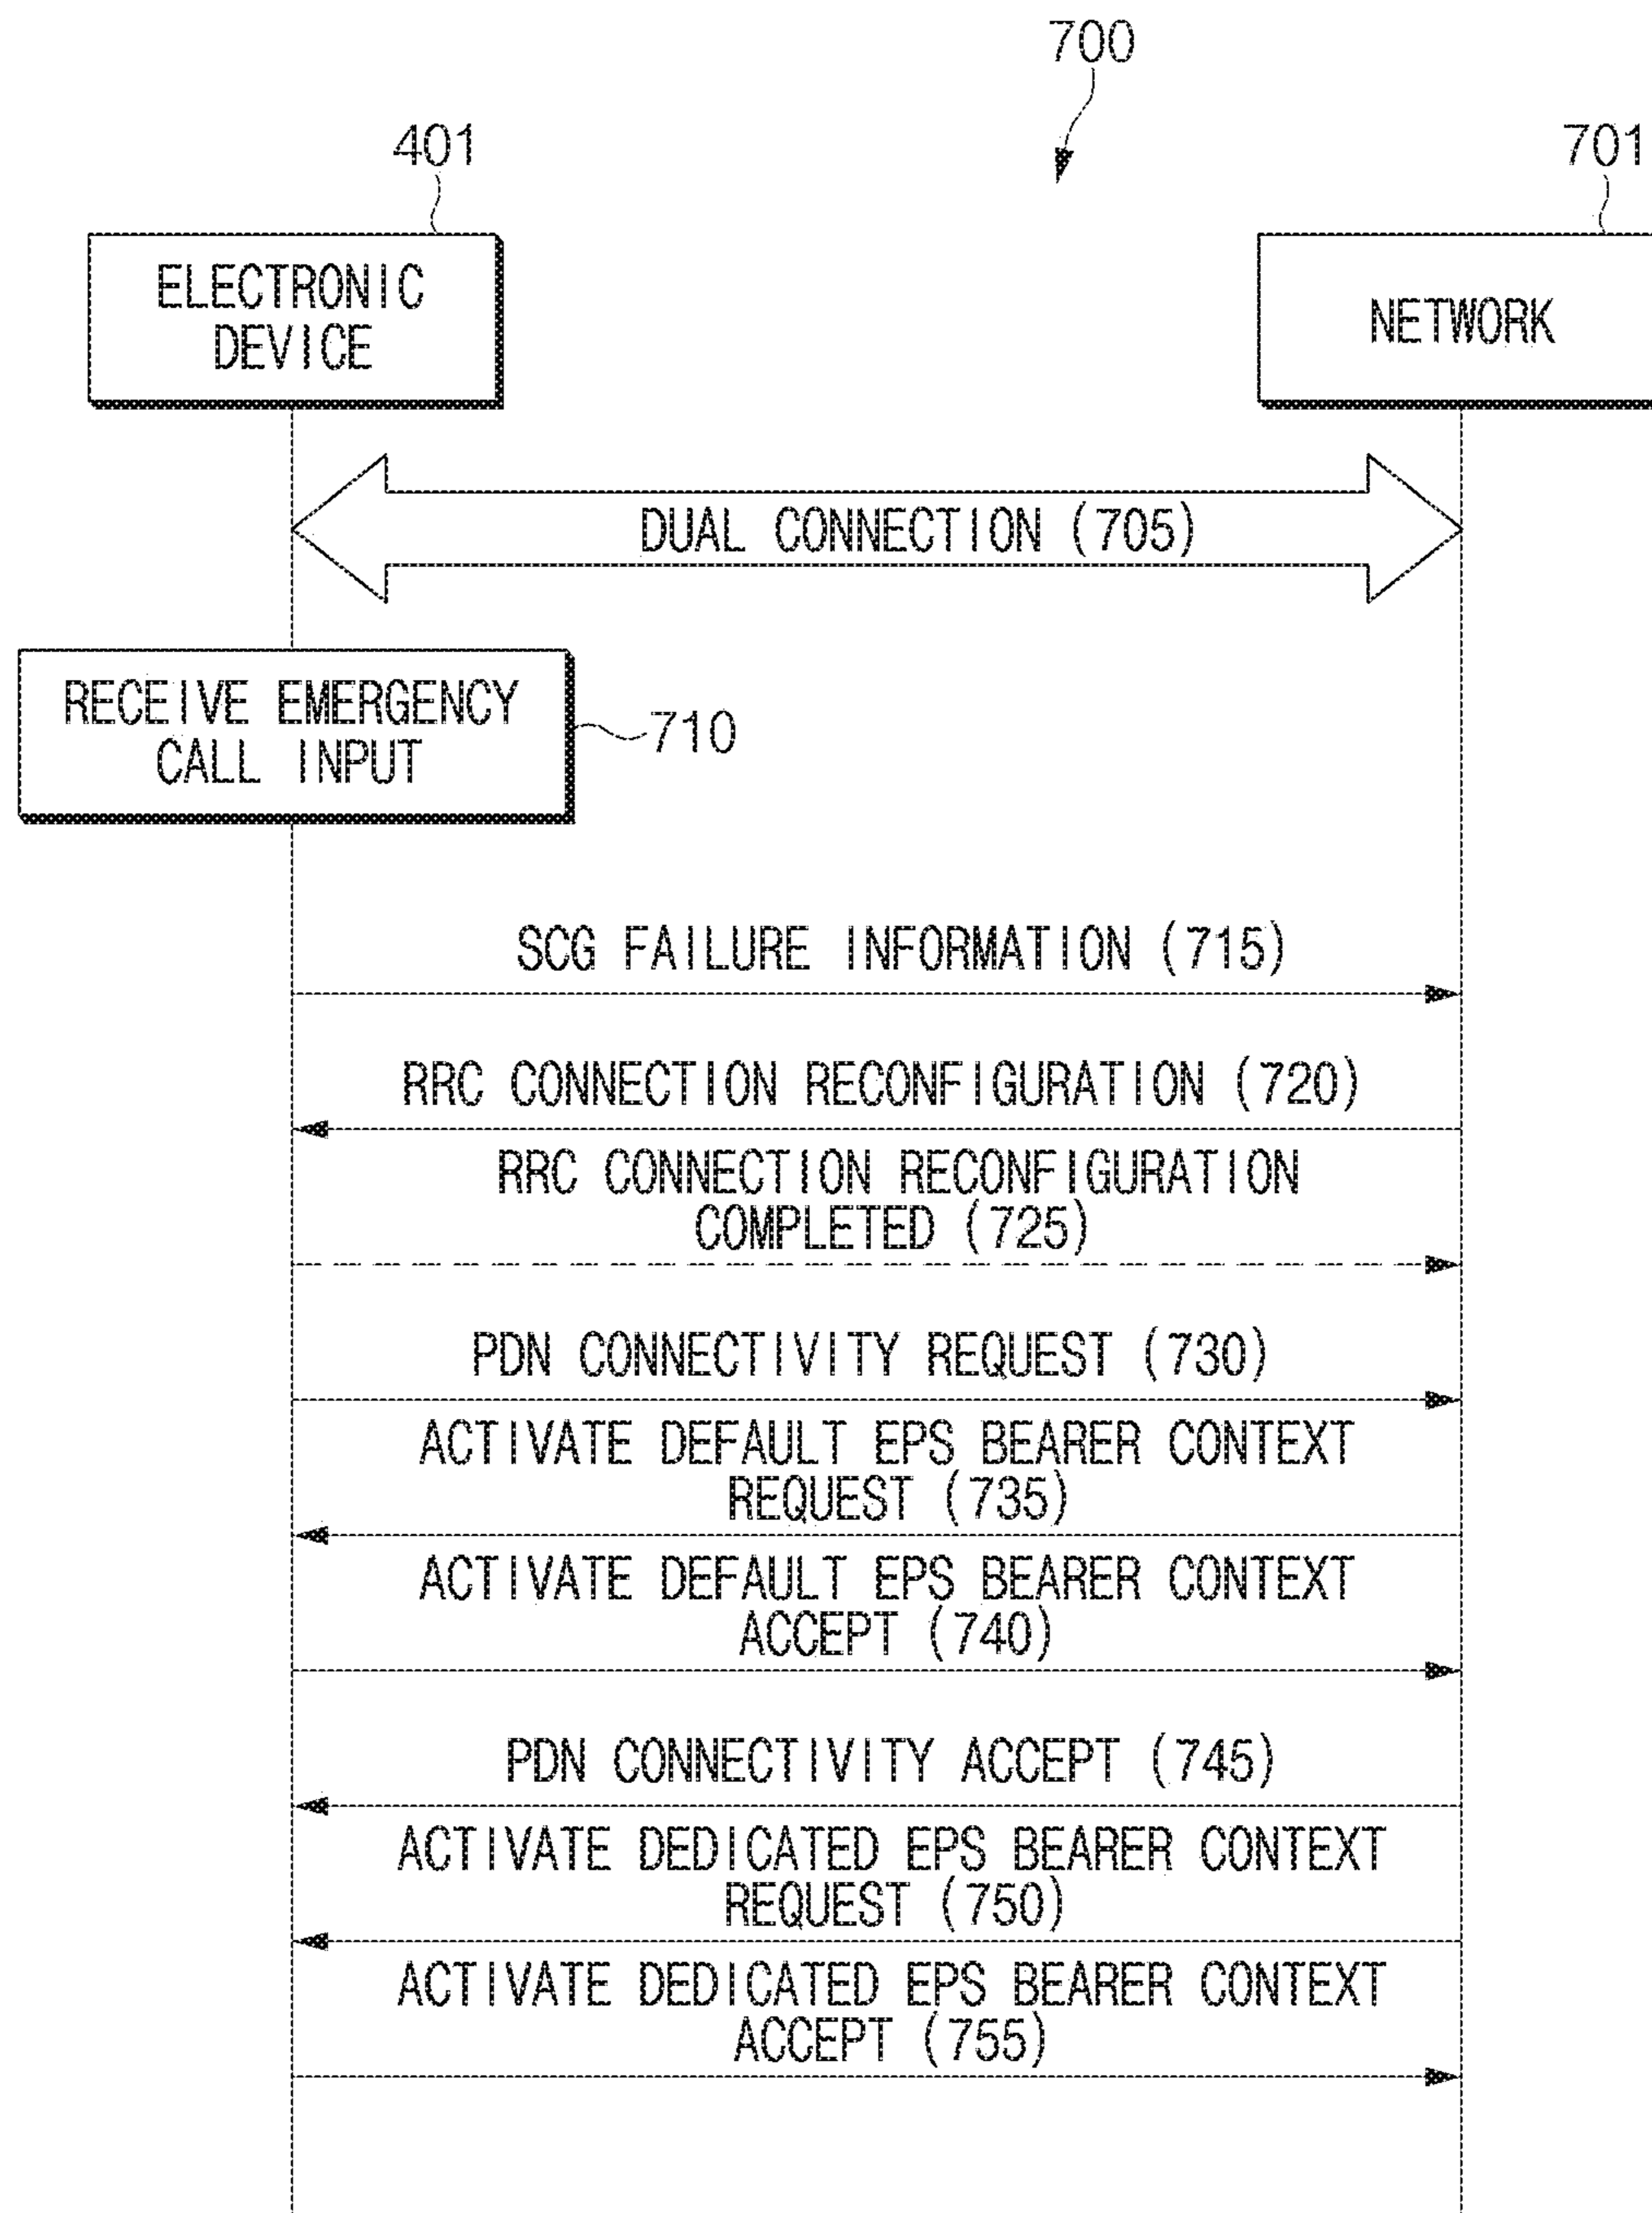 700
401
701
ELECTRONIC
DEVICE
NETWORK
DUAL CONNECTION (705)
RECEIVE EMERGENCY
CALL INPUT
710
SCG FAILURE INFORMATION (715)
RRC CONNECTION RECONFIGURATION (720)
RRC CONNECTION RECONFIGURATION
COMPLETED (725)
PDN CONNECTIVITY REQUEST (730)
ACTIVATE DEFAULT EPS BEARER CONTEXT
REQUEST (735)
ACTIVATE DEFAULT EPS BEARER CONTEXT
ACCEPT (740)
PDN CONNECTIVITY ACCEPT (745)
ACTIVATE DEDICATED EPS BEARER CONTEXT
REQUEST (750)
ACTIVATE DEDICATED EPS BEARER CONTEXT
ACCEPT (755)